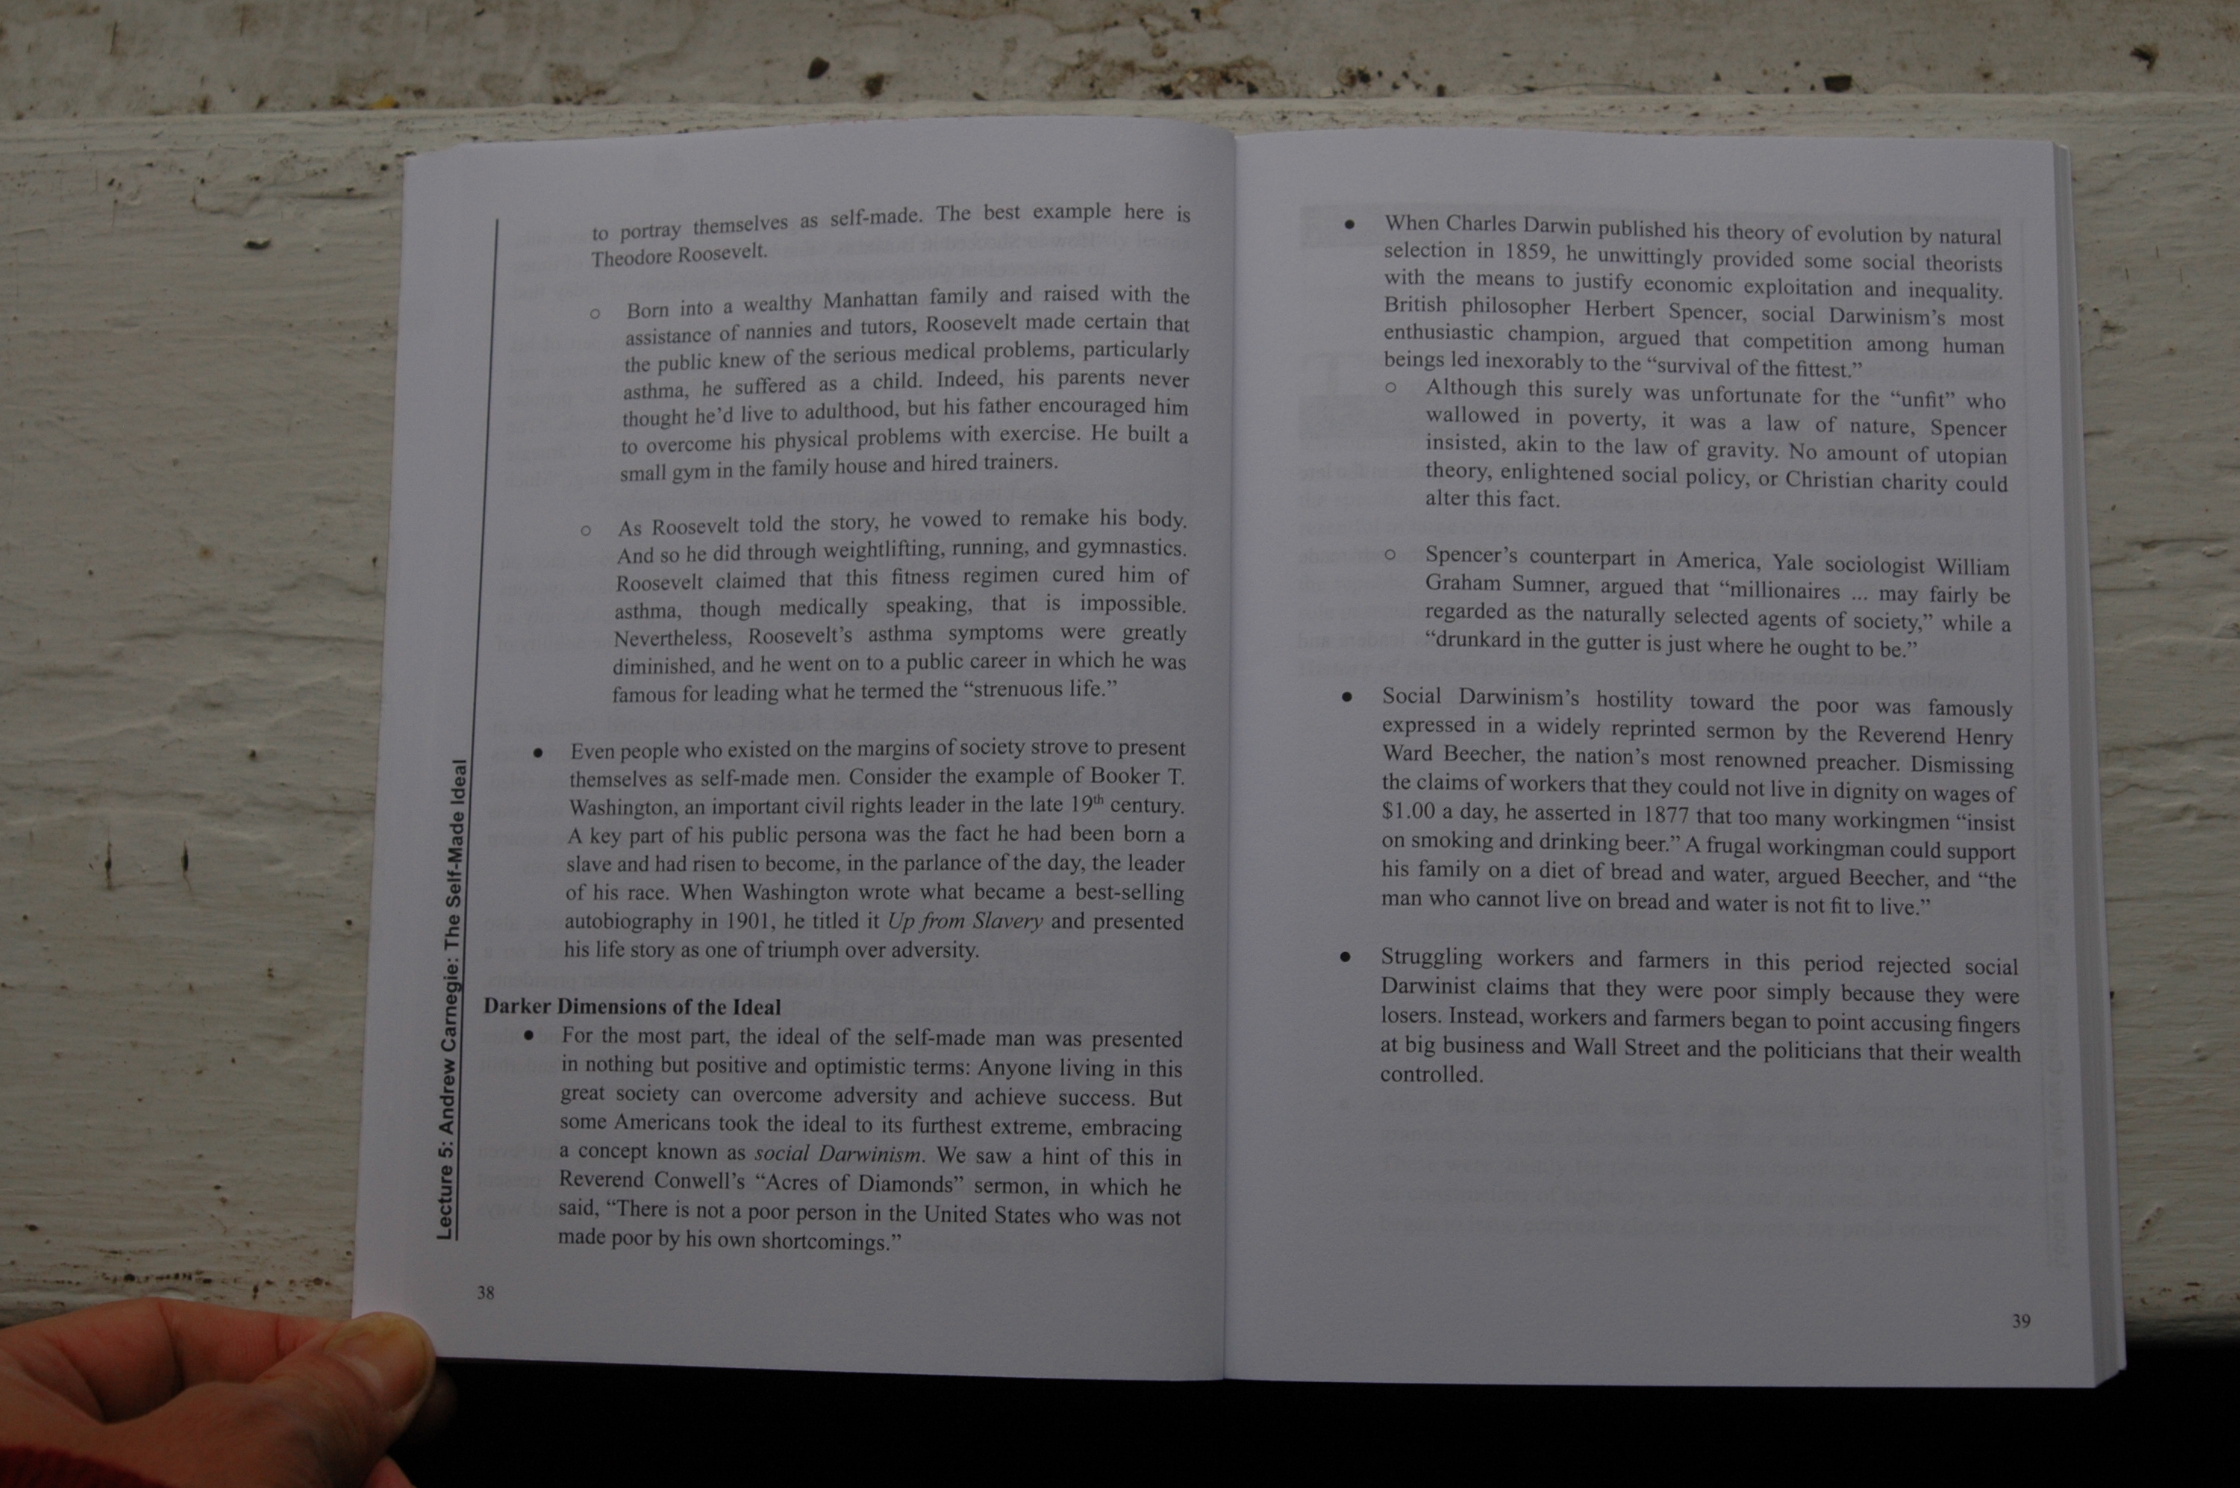 to portray themselves as self-made. The best example here is
Theodore Roosevelt.
o Born into a wealthy Manhattan family and raised with the
assistance of nannies and tutors, Roosevelt made certain that
the public knew of the serious medical problems, particularly
asthma, he suffered as a child. Indeed, his parents never
thought he'd live to adulthood, but his father encouraged him
to overcome his physical problems with exercise. He built a
small gym in the family house and hired trainers.
o As Roosevelt told the story, he vowed to remake his body.
And so he did through weightlifting, running, and gymnastics.
Roosevelt claimed that this fitness regimen cured him of
asthma, though medically speaking, that is impossible.
Nevertheless, Roosevelt's asthma symptoms were greatly
diminished, and he went on to a public career in which he was
famous for leading what he termed the “strenuous life.”
• Even people who existed on the margins of society strove to present
themselves as self-made men. Consider the example of Booker T.
Washington, an important civil rights leader in the late 19th century.
A key part of his public persona was the fact he had been born a
slave and had risen to become, in the parlance of the day, the leader
of his race. When Washington wrote what became a best-selling
autobiography in 1901, he titled it Up from Slavery and presented
his life story as one of triumph over adversity.
Darker Dimensions of the Ideal
• For the most part, the ideal of the self-made man was presented
in nothing but positive and optimistic terms: Anyone living in this
great society can overcome adversity and achieve success. But
some Americans took the ideal to its furthest extreme, embracing
a concept known as social Darwinism. We saw a hint of this in
Reverend Conwell's “Acres of Diamonds” sermon, in which he
said, “There is not a poor person in the United States who was not
made poor by his own shortcomings.”
Lecture 5: Andrew Carnegie: The Self-Made Ideal
38
• When Charles Darwin published his theory of evolution by natural
selection in 1859, he unwittingly provided some social theorists
with the means to justify economic exploitation and inequality.
British philosopher Herbert Spencer, social Darwinism's most
enthusiastic champion, argued that competition among human
beings led inexorably to the “survival of the fittest.”
o Although this surely was unfortunate for the “unfit” who
wallowed in poverty, it was a law of nature, Spencer
insisted, akin to the law of gravity. No amount of utopian
theory, enlightened social policy, or Christian charity could
alter this fact.
o Spencer's counterpart in America, Yale sociologist William
Graham Sumner, argued that “millionaires ... may fairly be
regarded as the naturally selected agents of society,” while a
“drunkard in the gutter is just where he ought to be.”
• Social Darwinism's hostility toward the poor was famously
expressed in a widely reprinted sermon by the Reverend Henry
Ward Beecher, the nation's most renowned preacher. Dismissing
the claims of workers that they could not live in dignity on wages of
$1.00 a day, he asserted in 1877 that too many workingmen “insist
on smoking and drinking beer.” A frugal workingman could support
his family on a diet of bread and water, argued Beecher, and “the
man who cannot live on bread and water is not fit to live.”
• Struggling workers and farmers in this period rejected social
Darwinist claims that they were poor simply because they were
losers. Instead, workers and farmers began to point accusing fingers
at big business and Wall Street and the politicians that their wealth
controlled.
39